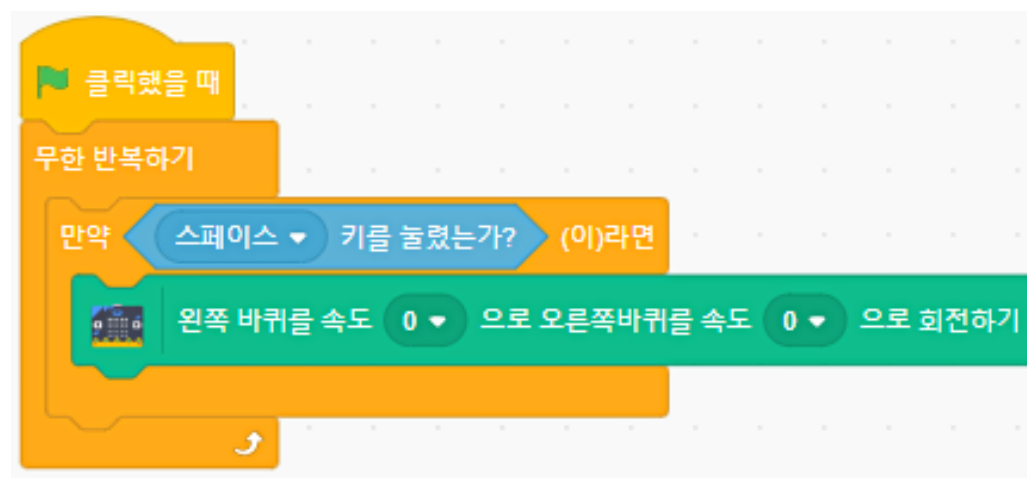 클릭했을 때
무한 반복하기
만약 스페이스 키를 눌렸는가? (이)라면
왼쪽 바퀴를 속도 0 으로 오른쪽바퀴를 속도 0 으로 회전하기